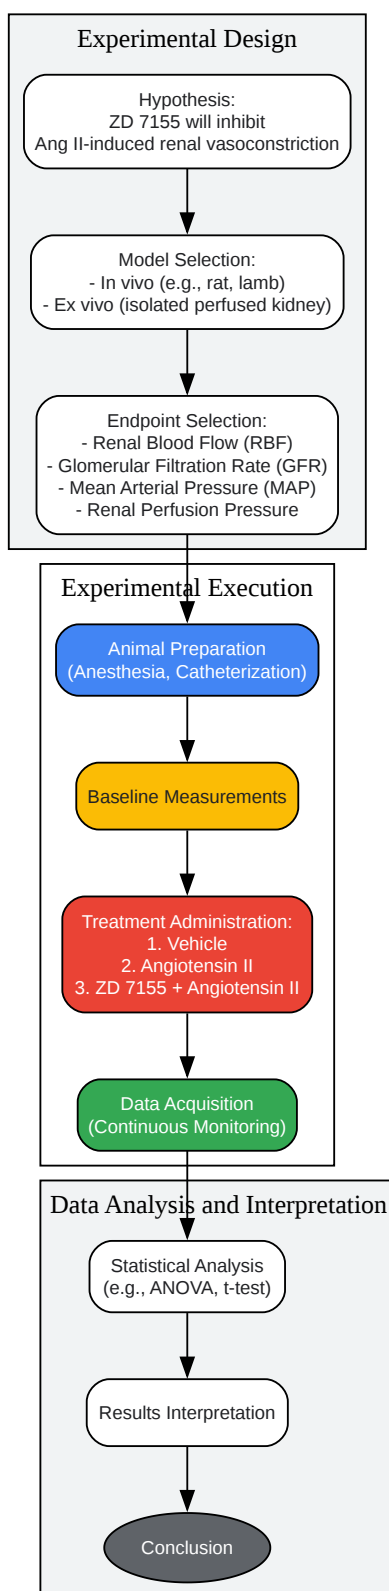 Experimental Design
Hypothesis:
ZD 7155 will inhibit
Ang II-induced renal vasoconstriction
Model Selection:
- In vivo (e.g., rat, lamb)
- Ex vivo (isolated perfused kidney)
Endpoint Selection:
- Renal Blood Flow (RBF)
- Glomerular Filtration Rate (GFR)
- Mean Arterial Pressure (MAP)
- Renal Perfusion Pressure
Experimental Execution
Animal Preparation
(Anesthesia, Catheterization)
Baseline Measurements
Treatment Administration:
1. Vehicle
2. Angiotensin II
3. ZD 7155 + Angiotensin II
Data Acquisition
(Continuous Monitoring)
Data Analysis and Interpretation
Statistical Analysis
(e.g., ANOVA, t-test)
Results Interpretation
Conclusion